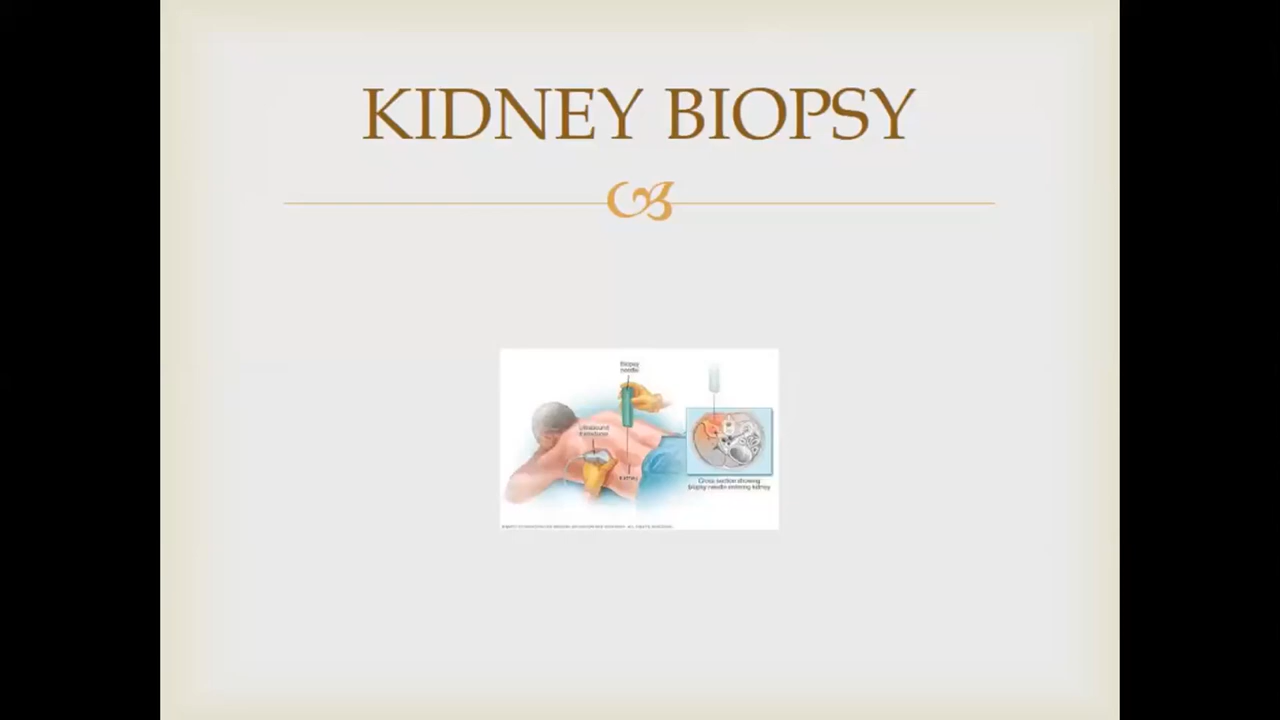 KIDNEY BIOPSY
Biopsy
needle
Ultrasound
transducer
Kidney
Cross section showing
biopsy needle entering kidney